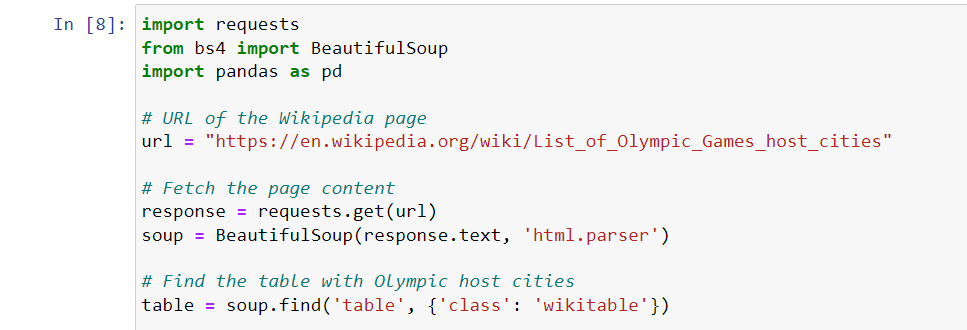 In [8]: import requests
from bs4 import BeautifulSoup
import pandas as pd
# URL of the Wikipedia page
url = "https://en.wikipedia.org/wiki/List_of_Olympic_Games_host_cities"
# Fetch the page content
response = requests.get(url)
soup = BeautifulSoup(response.text, 'html.parser')
# Find the table with Olympic host cities
table = soup.find('table', {'class': 'wikitable'})